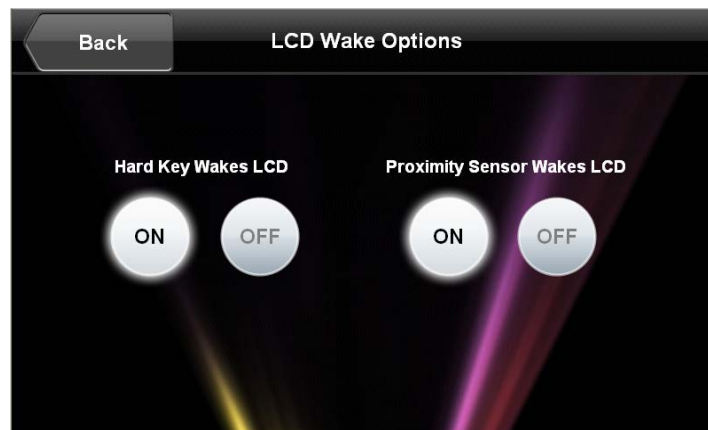 Back
LCD Wake Options
Hard Key Wakes LCD
Proximity Sensor Wakes LCD
ON
OFF
ON
OFF